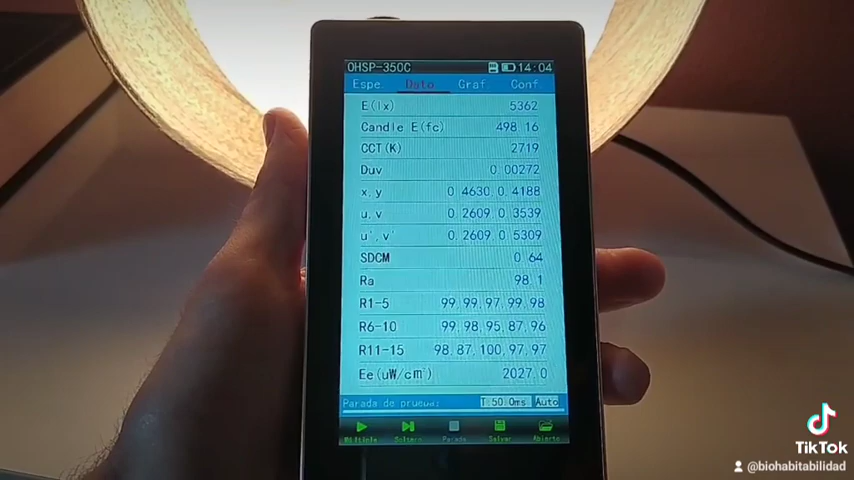 OHSP-350C 14:04
Espe. Dato Graf Conf
E(lx) 5362
Candle E(fc) 498.16
CCT(K) 2719
Duv 0.00272
x,y 0.4630,0.4188
u,v 0.2609,0.3539
u',v' 0.2609,0.5309
SDCM 0.64
Ra 98.1
R1-5 99,99,97,99,98
R6-10 99,98,95,87,96
R11-15 98,87,100,97,97
Ee(uW/cm²) 2027.0
Parada de prueba: T:50.0ms Auto
Múltiple Soltero Parada Salvar Abierto
TikTok
@biohabitabilidad